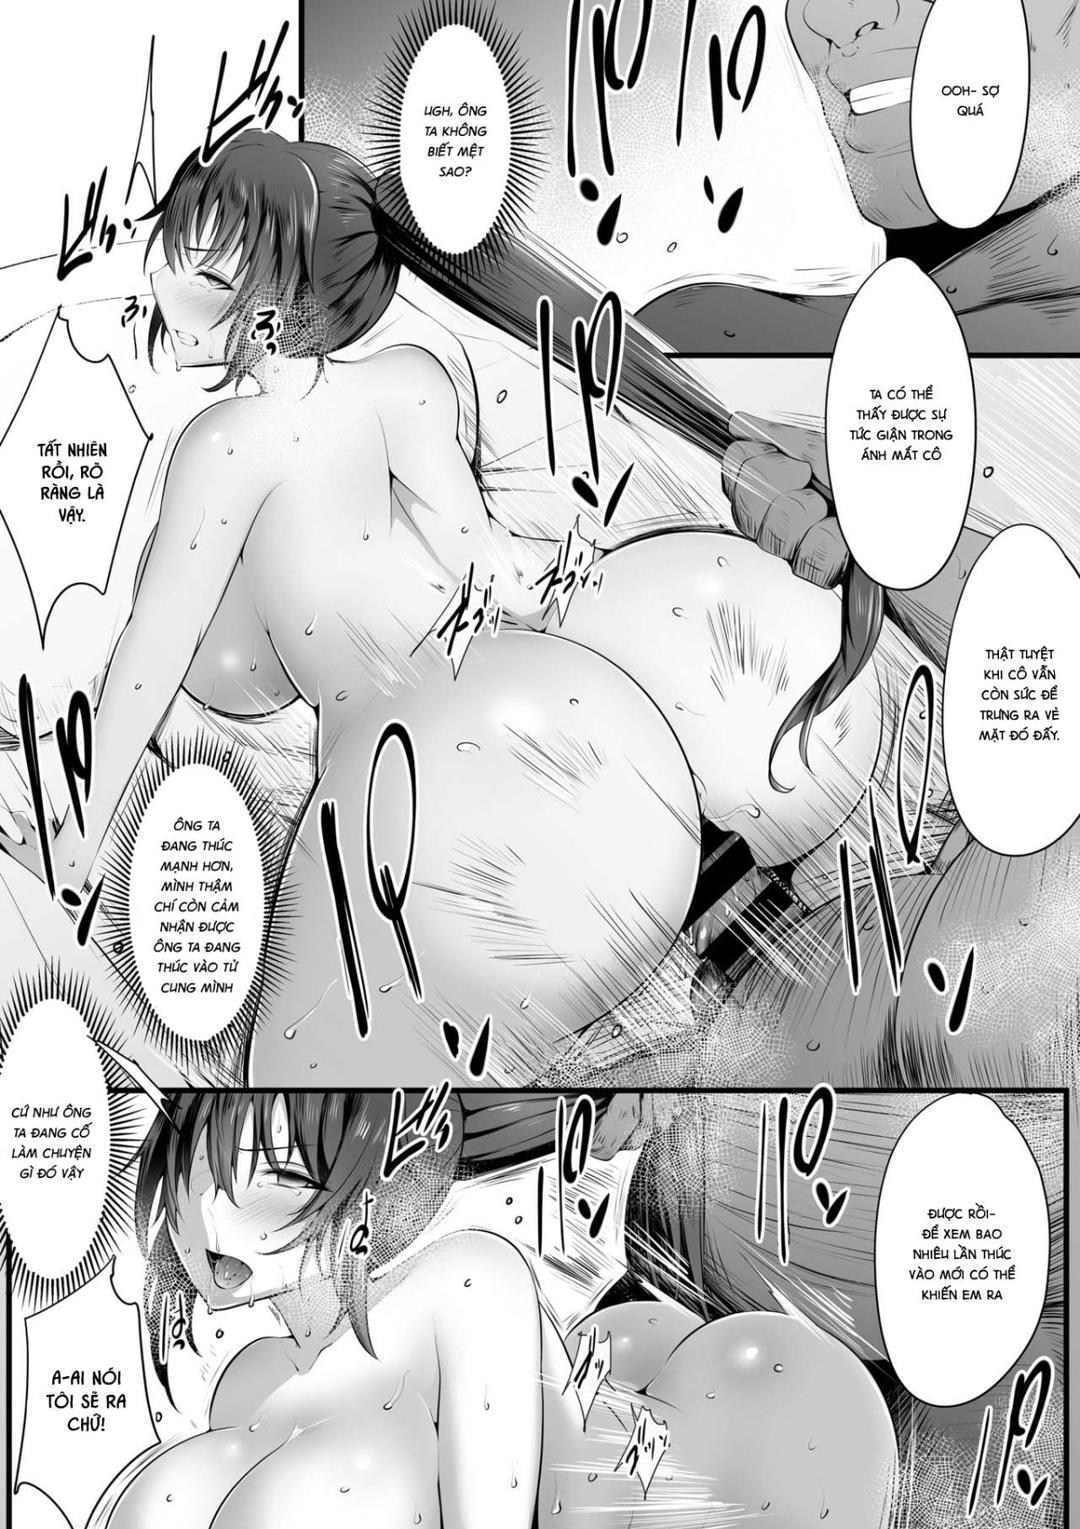 OOH- SỢ
QUÁ
UGH, ÔNG
TA KHÔNG
BIẾT MỆT
SAO?
TA CÓ THỂ
THẤY ĐƯỢC SỰ
TỨC GIẬN TRONG
ÁNH MẮT CÔ
TẤT NHIÊN
RỒI, RÕ
RÀNG LÀ
VẬY.
THẬT TUYỆT
KHI CÔ VẪN
CÒN SỨC ĐỂ
TRƯNG RA VẺ
MẶT ĐÓ ĐẤY.
ÔNG TA
ĐANG THÚC
MẠNH HƠN,
MÌNH THẬM
CHÍ CÒN CẢM
NHẬN ĐƯỢC
ÔNG TA ĐANG
THÚC VÀO TỬ
CUNG MÌNH
CỨ NHƯ ÔNG
TA ĐANG CỐ
LÀM CHUYỆN
GÌ ĐÓ VẬY
ĐƯỢC RỒI-
ĐỂ XEM BAO
NHIÊU LẦN THÚC
VÀO MỚI CÓ THỂ
KHIẾN EM RA
A-AI NÓI
TÔI SẼ RA
CHỨ!